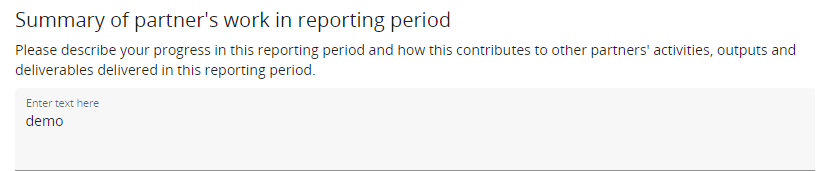 Summary of partner's work in reporting period
Please describe your progress in this reporting period and how this contributes to other partners' activities, outputs and
deliverables delivered in this reporting period.
Enter text here
demo